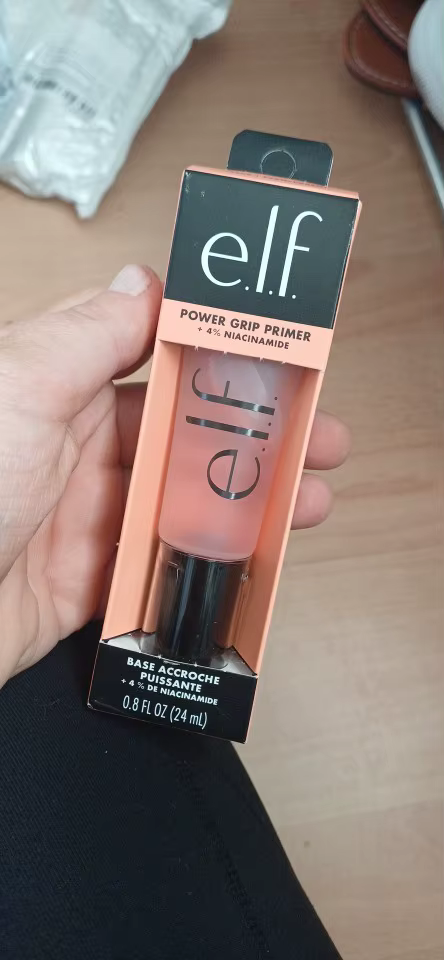 e.l.f.
POWER GRIP PRIMER
+ 4% NIACINAMIDE
e.l.f.
BASE ACCROCHE
PUISSANTE
+ 4 % DE NIACINAMIDE
0.8 FL OZ (24 mL)